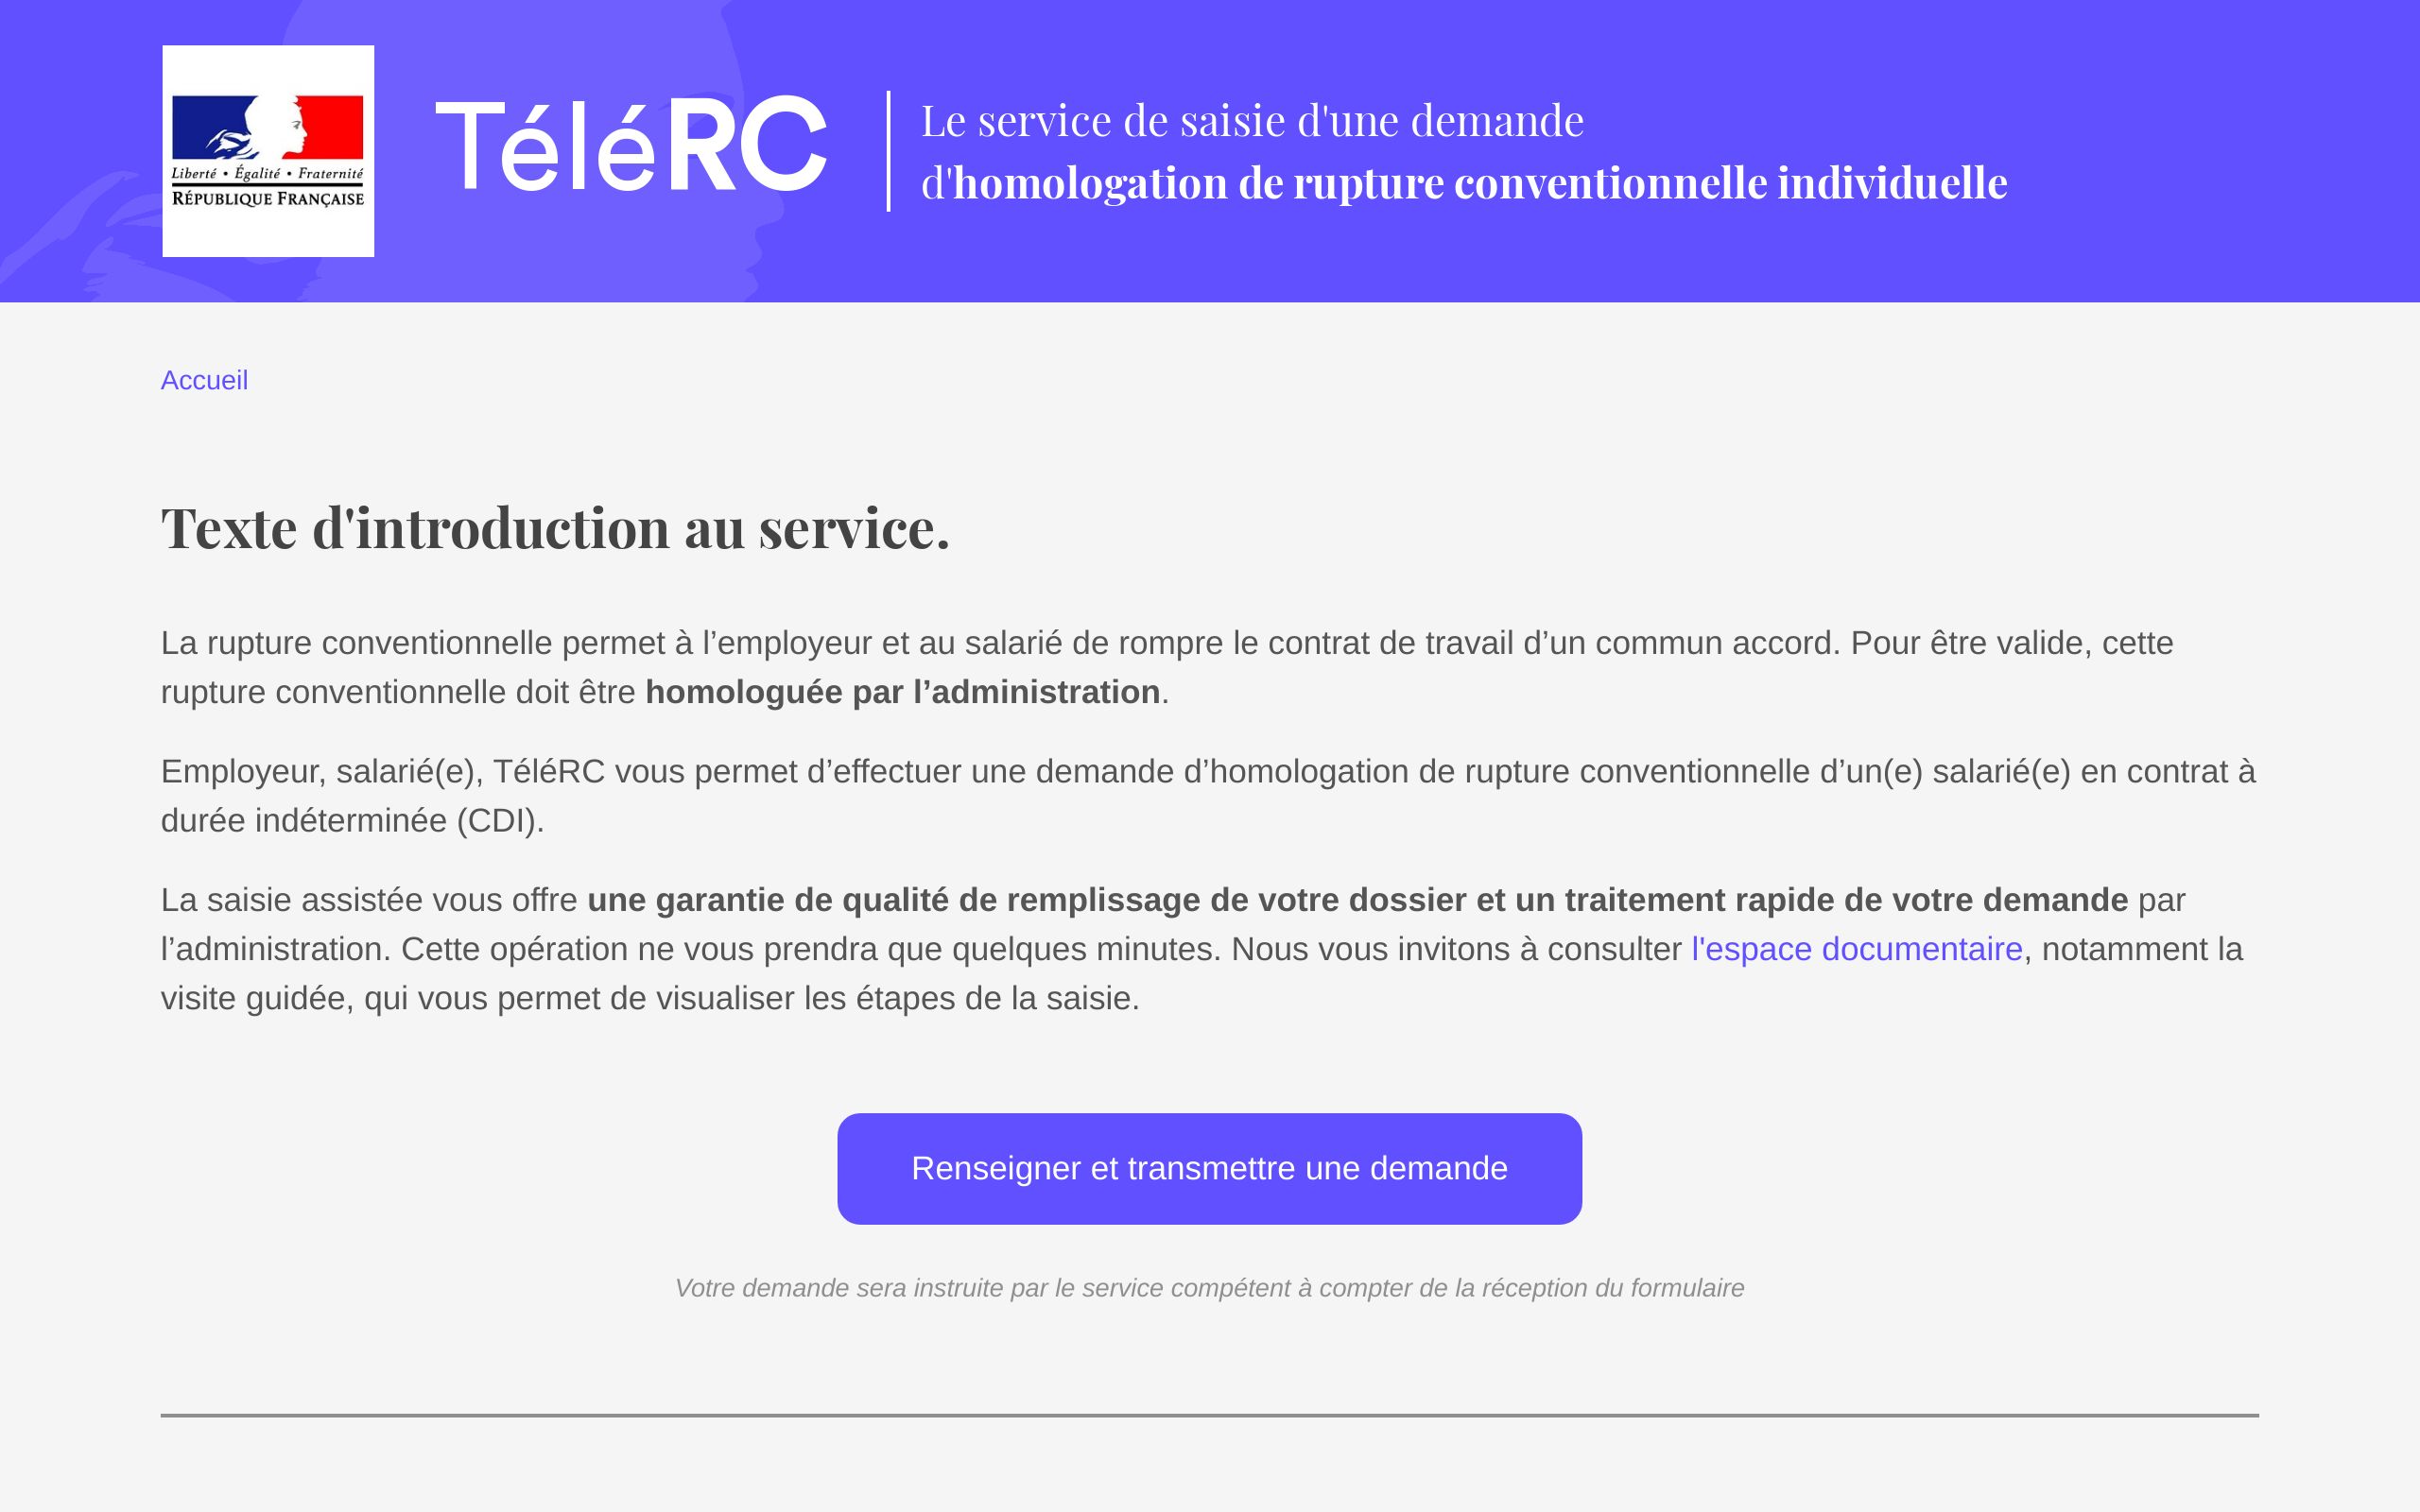 Liberté • Égalité • Fraternité
RÉPUBLIQUE FRANÇAISE
TéléRC
Le service de saisie d'une demande
d'homologation de rupture conventionnelle individuelle
Accueil
Texte d'introduction au service.
La rupture conventionnelle permet à l’employeur et au salarié de rompre le contrat de travail d’un commun accord. Pour être valide, cette
rupture conventionnelle doit être homologuée par l’administration.
Employeur, salarié(e), TéléRC vous permet d’effectuer une demande d’homologation de rupture conventionnelle d’un(e) salarié(e) en contrat à
durée indéterminée (CDI).
La saisie assistée vous offre une garantie de qualité de remplissage de votre dossier et un traitement rapide de votre demande par
l’administration. Cette opération ne vous prendra que quelques minutes. Nous vous invitons à consulter l'espace documentaire, notamment la
visite guidée, qui vous permet de visualiser les étapes de la saisie.
Renseigner et transmettre une demande
Votre demande sera instruite par le service compétent à compter de la réception du formulaire